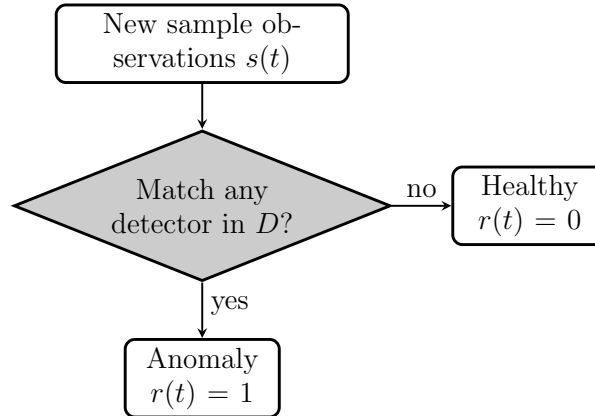 New sample ob-
servations s(t)
Match any
detector in D?
no
Healthy
r(t) = 0
yes
Anomaly
r(t) = 1